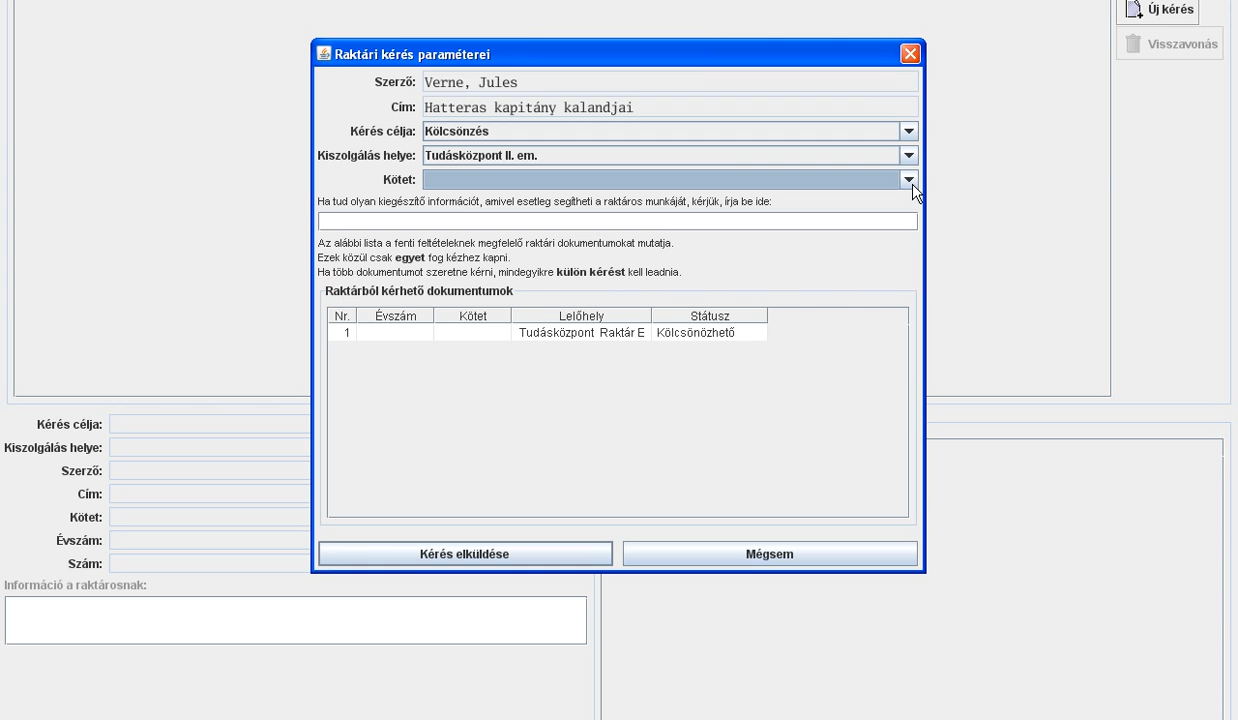 Új kérés
Visszavonás
Raktári kérés paraméterei
Szerző: Verne, Jules
Cím: Hatteras kapitány kalandjai
Kérés célja: Kölcsönzés
Kiszolgálás helye: Tudásközpont II. em.
Kötet:
Ha tud olyan kiegészítő információt, amivel esetleg segítheti a raktáros munkáját, kérjük, írja be ide:
Az alábbi lista a fenti feltételeknek megfelelő raktári dokumentumokat mutatja.
Ezek közül csak egyet fog kézhez kapni.
Ha több dokumentumot szeretne kérni, mindegyikre külön kérést kell leadnia.
Raktárból kérhető dokumentumok
Nr. Évszám Kötet Lelőhely Státusz
1 Tudásközpont Raktár E Kölcsönözhető
Kérés elküldése Mégsem
Kérés célja:
Kiszolgálás helye:
Szerző:
Cím:
Kötet:
Évszám:
Szám:
Információ a raktárosnak: